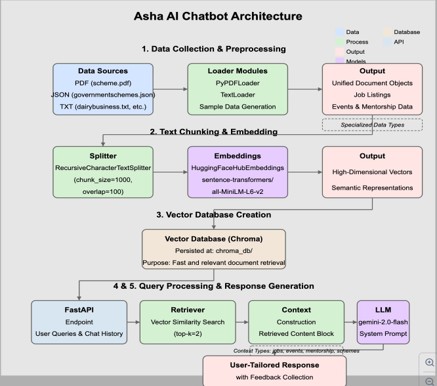 Asha AI Chatbot Architecture
Data
Process
Output
Models
Database
API
1. Data Collection & Preprocessing
Data Sources
PDF (scheme.pdf)
JSON (governmentschemes.json)
TXT (dairybusiness.txt, etc.)
Loader Modules
PyPDFLoader
TextLoader
Sample Data Generation
Output
Unified Document Objects
Job Listings
Events & Mentorship Data
Specialized Data Types
2. Text Chunking & Embedding
Splitter
RecursiveCharacterTextSplitter
(chunk_size=1000,
overlap=100)
Embeddings
HuggingFaceHubEmbeddings
sentence-transformers/
all-MiniLM-L6-v2
Output
High-Dimensional Vectors
Semantic Representations
3. Vector Database Creation
Vector Database (Chroma)
Persisted at: chroma_db/
Purpose: Fast and relevant document retrieval
4 & 5. Query Processing & Response Generation
FastAPI
Endpoint
User Queries & Chat History
Retriever
Vector Similarity Search
(top-k=2)
Context
Construction
Retrieved Content Block
LLM
gemini-2.0-flash
System Prompt
Context Types: jobs, events, mentorship, schemes
User-Tailored Response
with Feedback Collection